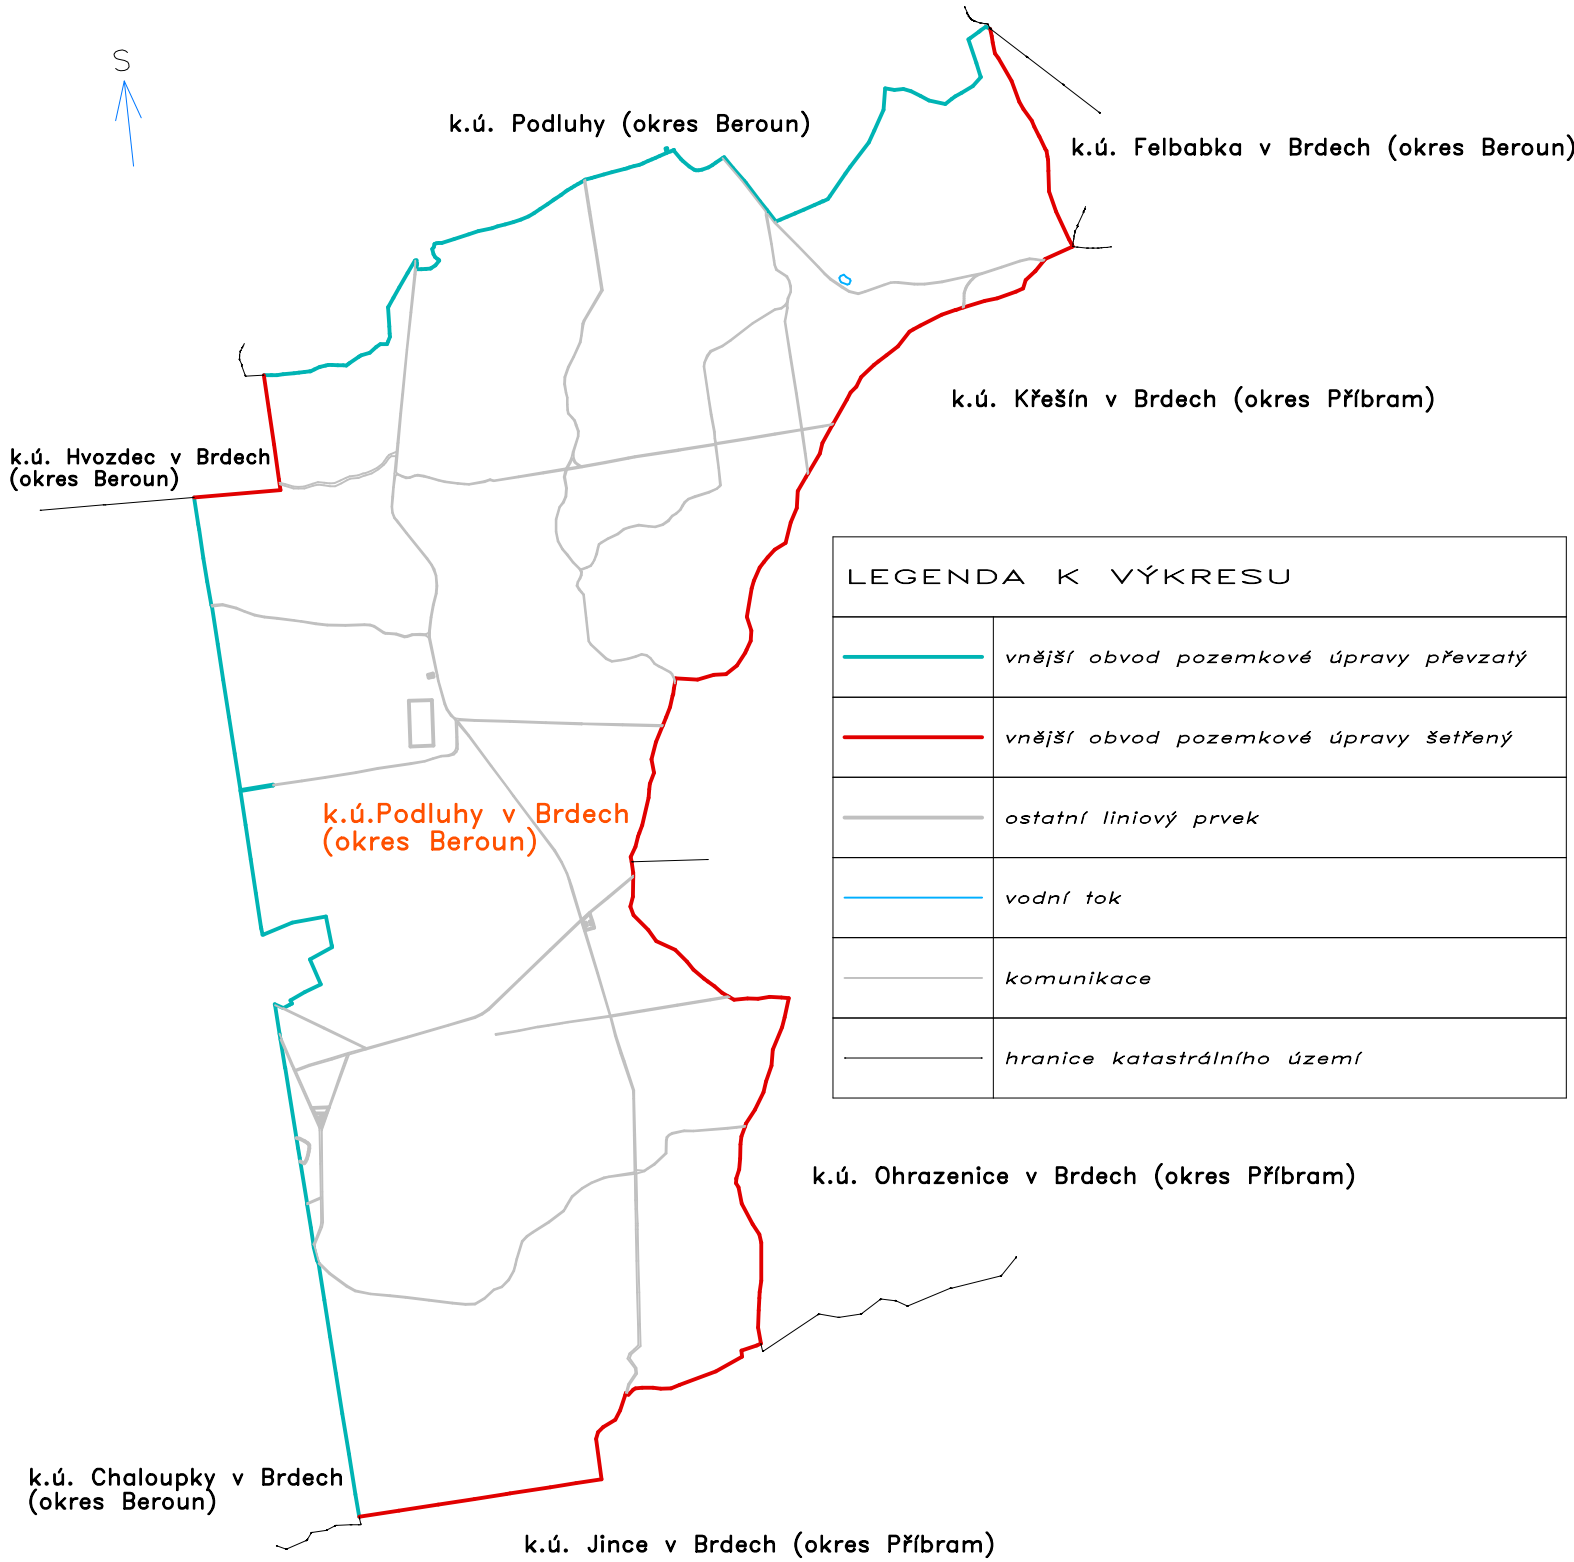 S
k.ú. Podluhy (okres Beroun)
k.ú. Felbabka v Brdech (okres Beroun)
k.ú. Křešín v Brdech (okres Příbram)
k.ú. Hvozdec v Brdech
(okres Beroun)
LEGENDA K VÝKRESU
vnější obvod pozemkové úpravy převzatý
vnější obvod pozemkové úpravy šetřený
ostatní liniový prvek
vodní tok
komunikace
hranice katastrálního území
k.ú.Podluhy v Brdech
(okres Beroun)
k.ú. Ohrazenice v Brdech (okres Příbram)
k.ú. Chaloupky v Brdech
(okres Beroun)
k.ú. Jince v Brdech (okres Příbram)